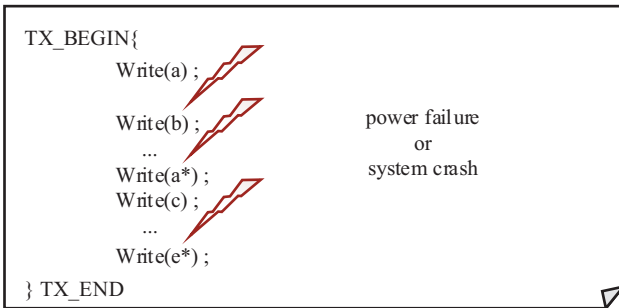 TX_BEGIN{
Write(a) ;
Write(b) ;
...
Write(a*) ;
Write(c) ;
...
Write(e*) ;
} TX_END
power failure
or
system crash